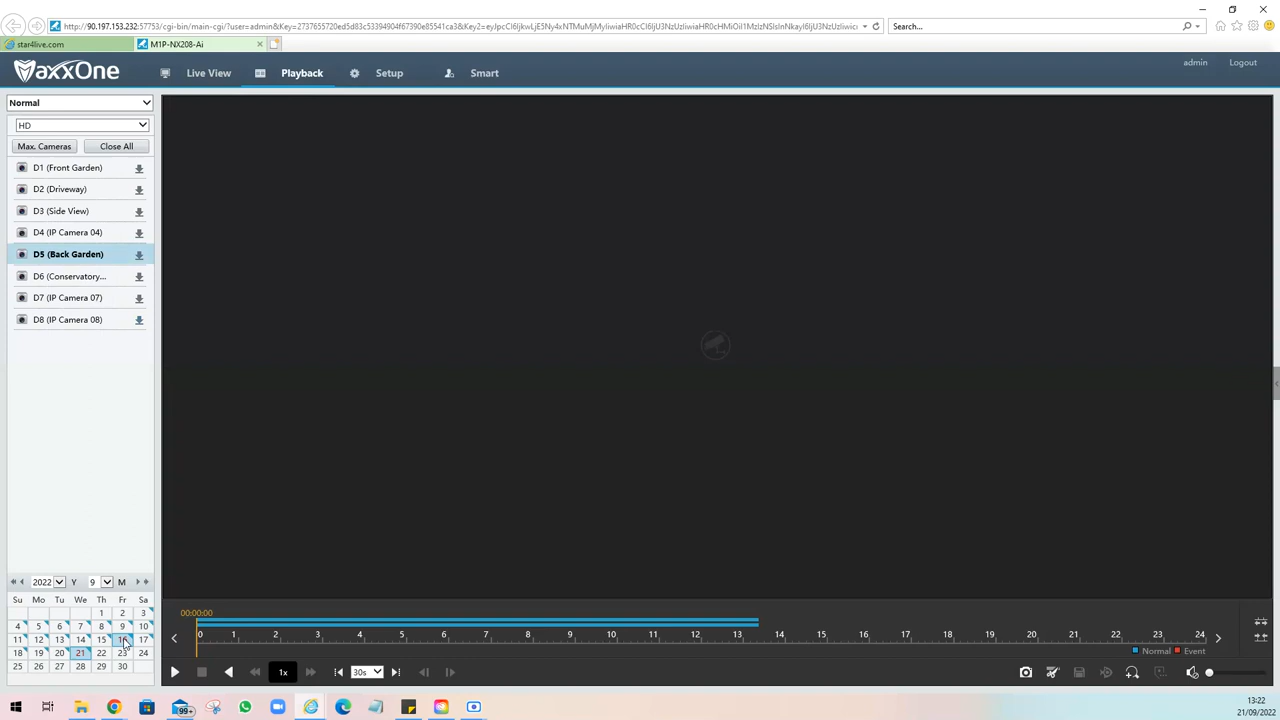 http://90.197.153.232:57753/cgi-bin/main-cgi/?user=admin&Key=
Search...
star4live.com
M1P-NX208-Ai
MaxxOne
Live View
Playback
Setup
Smart
admin
Logout
Normal
HD
Max. Cameras
Close All
D1 (Front Garden)
D2 (Driveway)
D3 (Side View)
D4 (IP Camera 04)
D5 (Back Garden)
D6 (Conservatory...
D7 (IP Camera 07)
D8 (IP Camera 08)
2022 Y 9 M
Su Mo Tu We Th Fr Sa
1 2 3
4 5 6 7 8 9 10
11 12 13 14 15 16 17
18 19 20 21 22 23 24
25 26 27 28 29 30
00:00:00
0 1 2 3 4 5 6 7 8 9 10 11 12 13 14 15 16 17 18 19 20 21 22 23 24
Normal Event
1x
30s
99+
13:22
21/09/2022